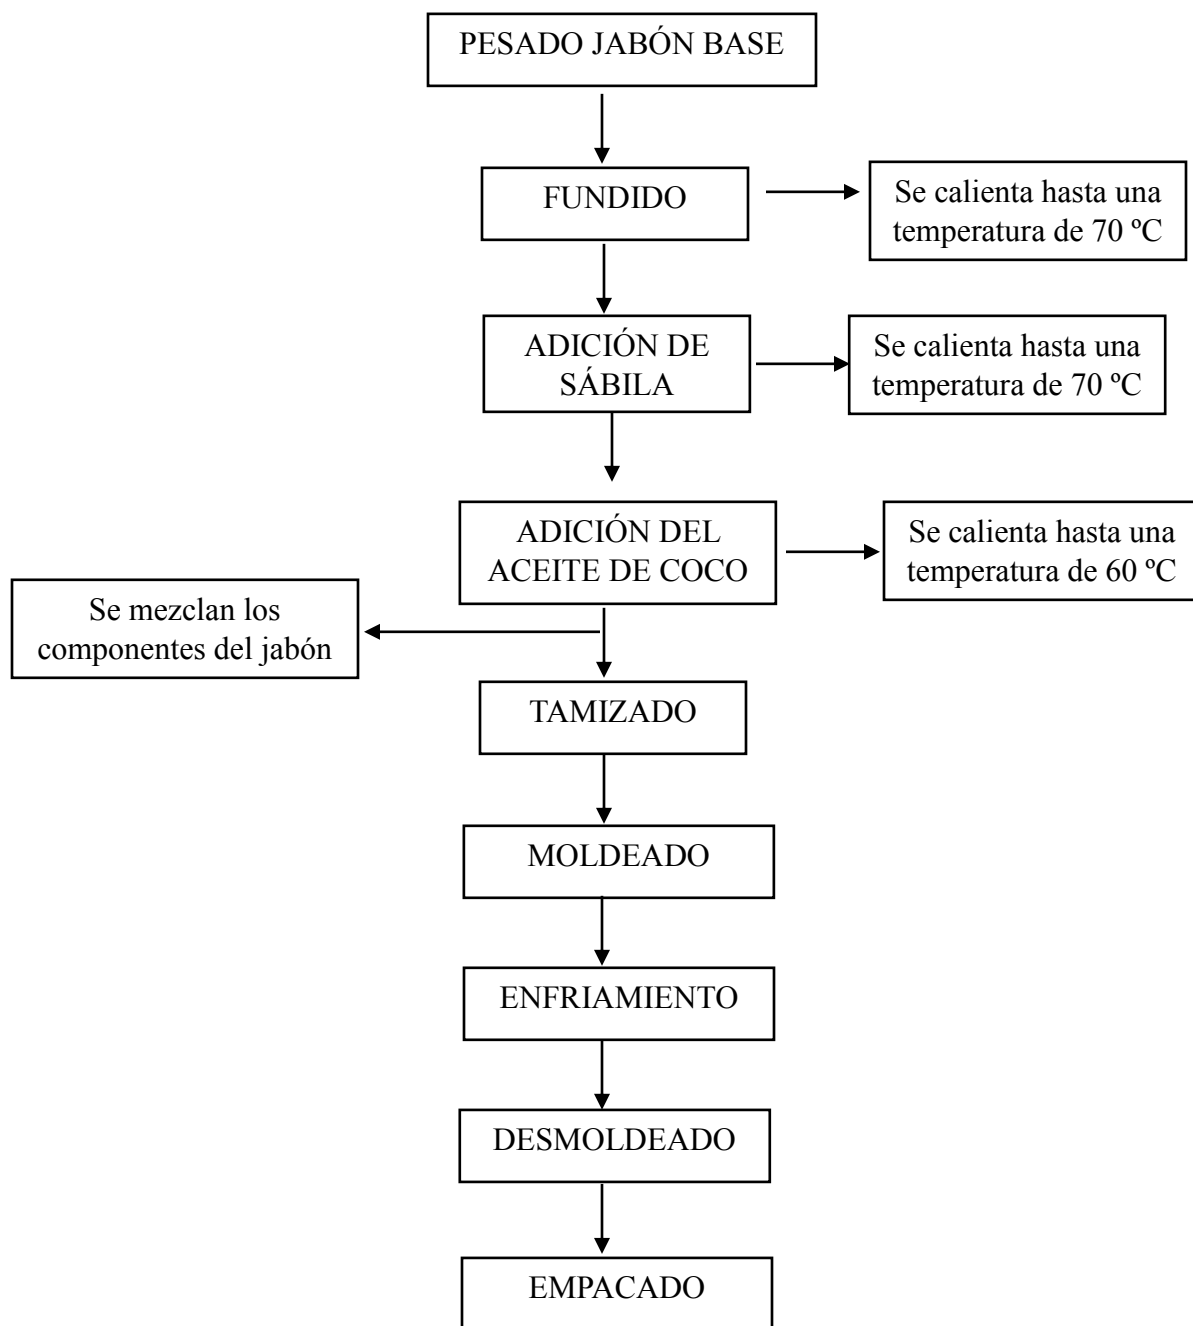 PESADO JABÓN BASE
FUNDIDO
Se calienta hasta una
temperatura de 70 ºC
ADICIÓN DE
SÁBILA
Se calienta hasta una
temperatura de 70 ºC
ADICIÓN DEL
ACEITE DE COCO
Se calienta hasta una
temperatura de 60 ºC
Se mezclan los
componentes del jabón
TAMIZADO
MOLDEADO
ENFRIAMIENTO
DESMOLDEADO
EMPACADO